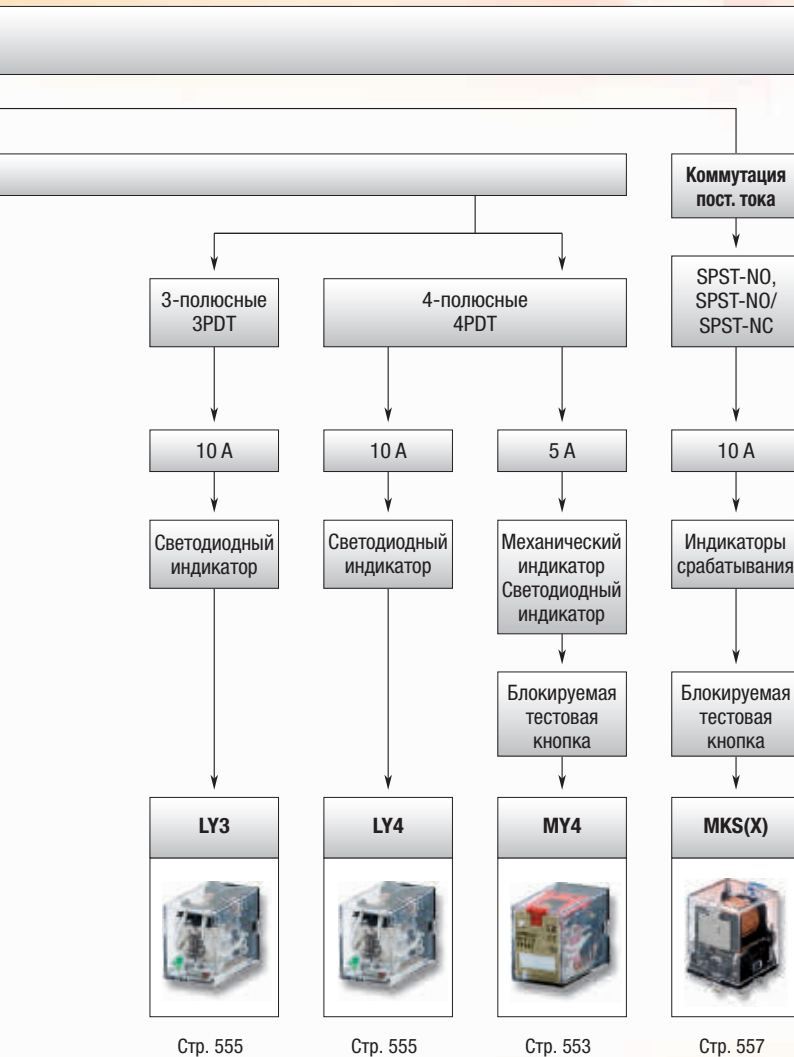 Коммутация
пост. тока
SPST-NO,
SPST-NO/
SPST-NC
3-полюсные
3PDT
4-полюсные
4PDT
10 A
10 A
5 A
10 A
Светодиодный
индикатор
Светодиодный
индикатор
Механический
индикатор
Светодиодный
индикатор
Индикаторы
срабатывания
Блокируемая
тестовая
кнопка
Блокируемая
тестовая
кнопка
LY3
LY4
MY4
MKS(X)
Стр. 555
Стр. 555
Стр. 553
Стр. 557